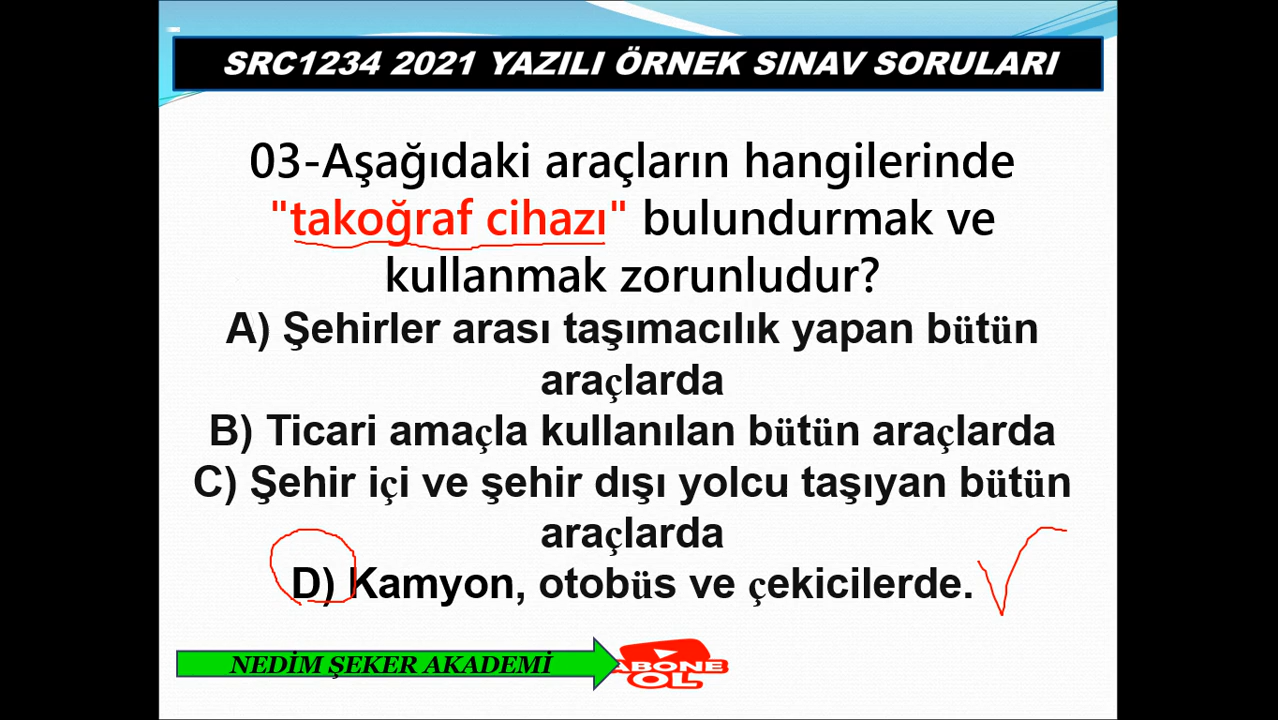 SRC1234 2021 YAZILI ÖRNEK SINAV SORULARI
03-Aşağıdaki araçların hangilerinde
"takoğraf cihazı" bulundurmak ve
kullanmak zorunludur?
A) Şehirler arası taşımacılık yapan bütün
araçlarda
B) Ticari amaçla kullanılan bütün araçlarda
C) Şehir içi ve şehir dışı yolcu taşıyan bütün
araçlarda
D) Kamyon, otobüs ve çekicilerde.
NEDİM ŞEKER AKADEMİ
ABONE
OL